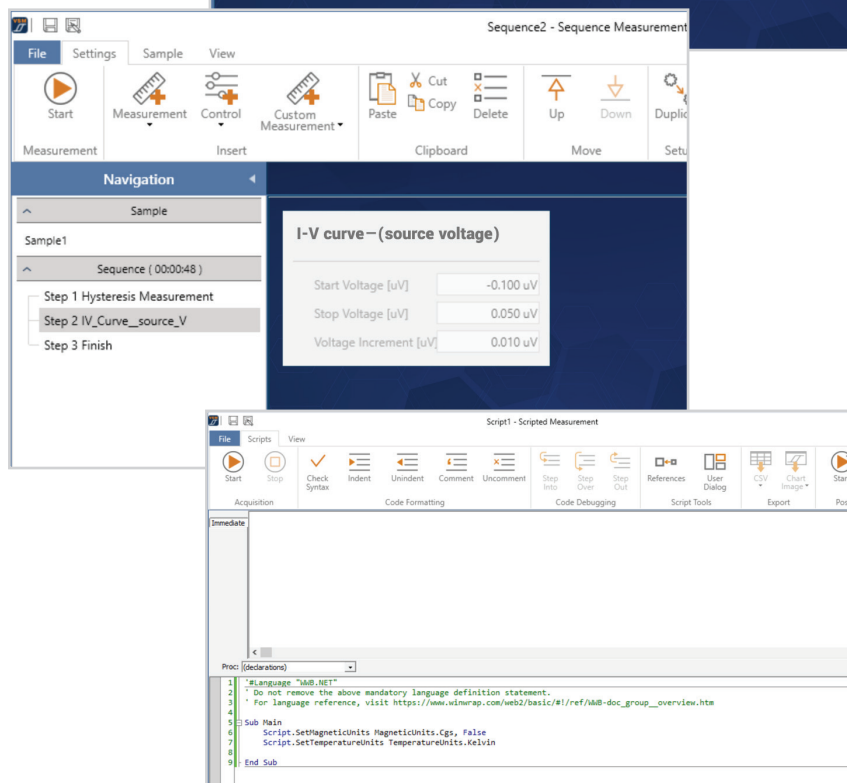 VSM
Sequence2 - Sequence Measurement
File Settings Sample View
Start Measurement Control Custom Measurement Paste Cut Copy Delete Up Down Duplic
Measurement Insert Clipboard Move Setu
Navigation
Sample
Sample1
Sequence ( 00:00:48 )
Step 1 Hysteresis Measurement
Step 2 IV_Curve__source_V
Step 3 Finish
I-V curve—(source voltage)
Start Voltage [uV] -0.100 uV
Stop Voltage [uV] 0.050 uV
Voltage Increment [uV] 0.010 uV
Script1 - Scripted Measurement
File Scripts View
Start Stop Check Syntax Indent Unindent Comment Uncomment Step Into Step Over Step Out References User Dialog CSV Chart Image Star
Acquisition Code Formatting Code Debugging Script Tools Export Pos
Immediate
Proc: (declarations)
1 '#Language "WWB.NET"
2 ' Do not remove the above mandatory language definition statement.
3 ' For language reference, visit https://www.winwrap.com/web2/basic/#!/ref/WWB-doc_group__overview.htm
4
5 Sub Main
6 Script.SetMagneticUnits MagneticUnits.Cgs, False
7 Script.SetTemperatureUnits TemperatureUnits.Kelvin
8
9 End Sub